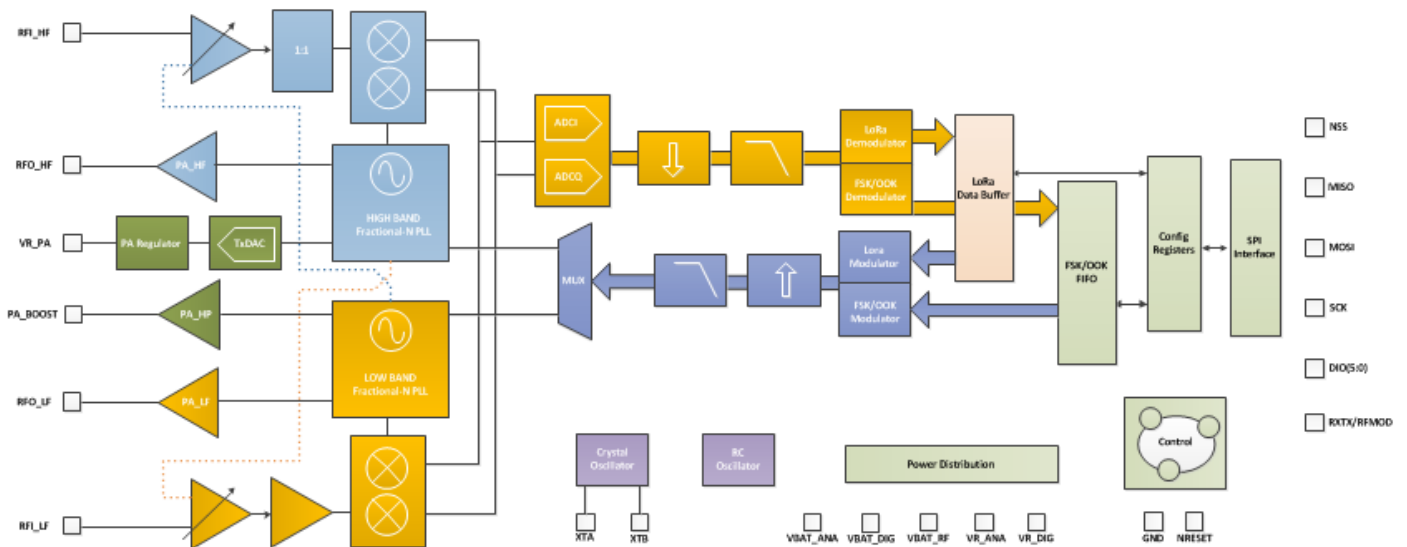 RFI_HF
1:1
RFO_HF
PA_HF
VR_PA
PA Regulator
TxDAC
HIGH BAND
Fractional-N PLL
PA_BOOST
PA_HP
RFO_LF
PA_LF
LOW BAND
Fractional-N PLL
RFI_LF
ADCI
ADCQ
LoRa
Demodulator
FSK/OOK
Demodulator
LoRa
Data Buffer
MUX
Lora
Modulator
FSK/OOK
Modulator
FSK/OOK
FIFO
Config
Registers
SPI
Interface
NSS
MISO
MOSI
SCK
DIO(5:0)
RXTX/RFMOD
Crystal
Oscillator
RC
Oscillator
Power Distribution
Control
XTA
XTB
VBAT_ANA
VBAT_DIG
VBAT_RF
VR_ANA
VR_DIG
GND
NRESET